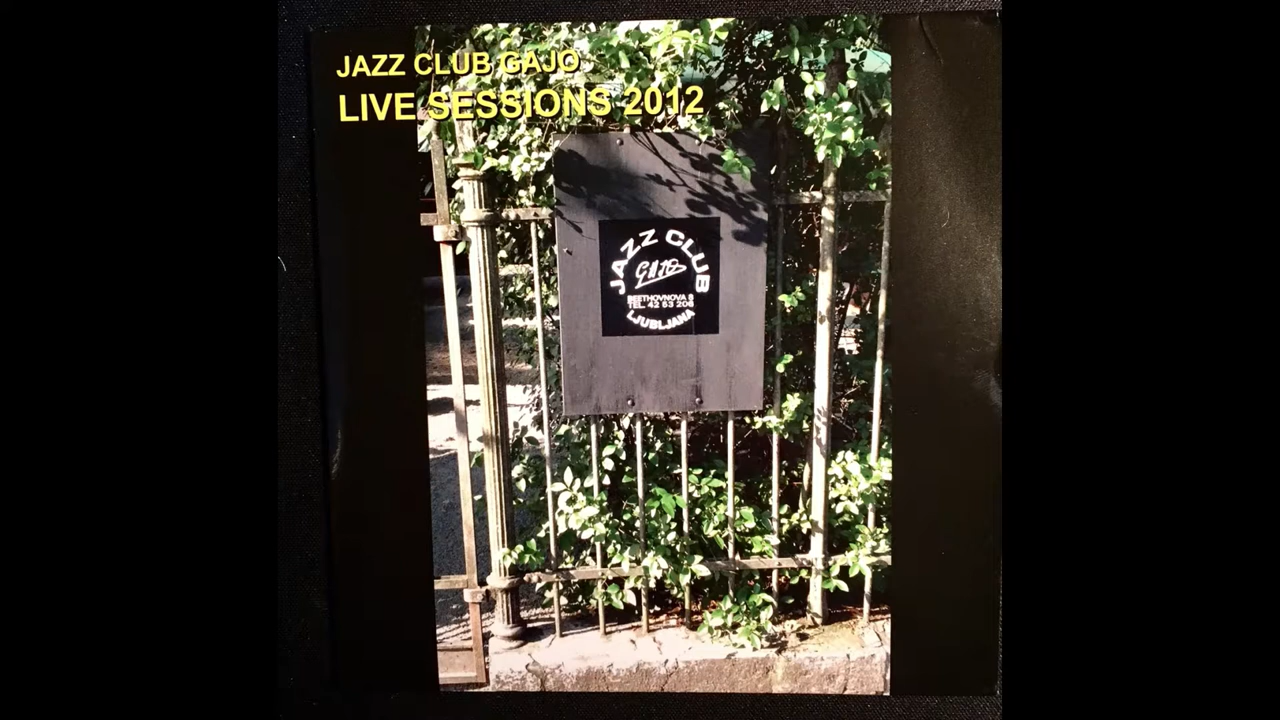 JAZZ CLUB GAJO
LIVE SESSIONS 2012
JAZZ CLUB
GAJO
BEETHOVNOVA 8
TEL. 42 53 206
LJUBLJANA